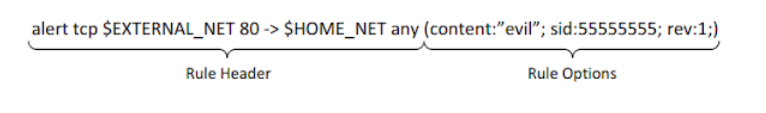 alert tcp $EXTERNAL_NET 80 -> $HOME_NET any (content:”evil”; sid:55555555; rev:1;)
Rule Header Rule Options